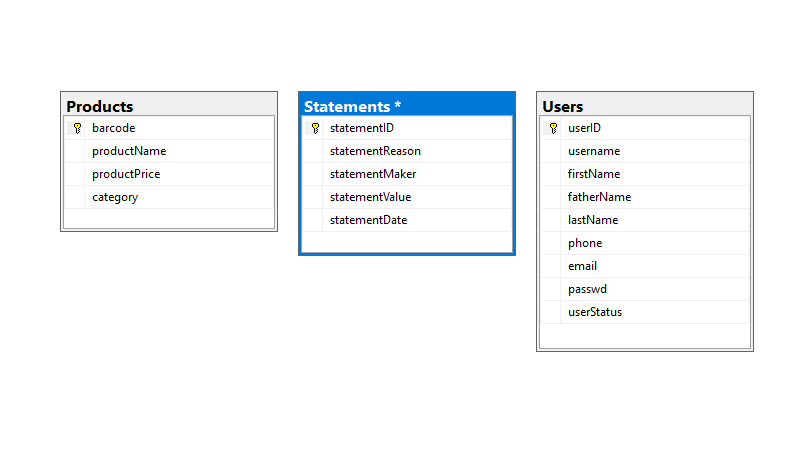 Products
barcode
productName
productPrice
category
Statements *
statementID
statementReason
statementMaker
statementValue
statementDate
Users
userID
username
firstName
fatherName
lastName
phone
email
passwd
userStatus